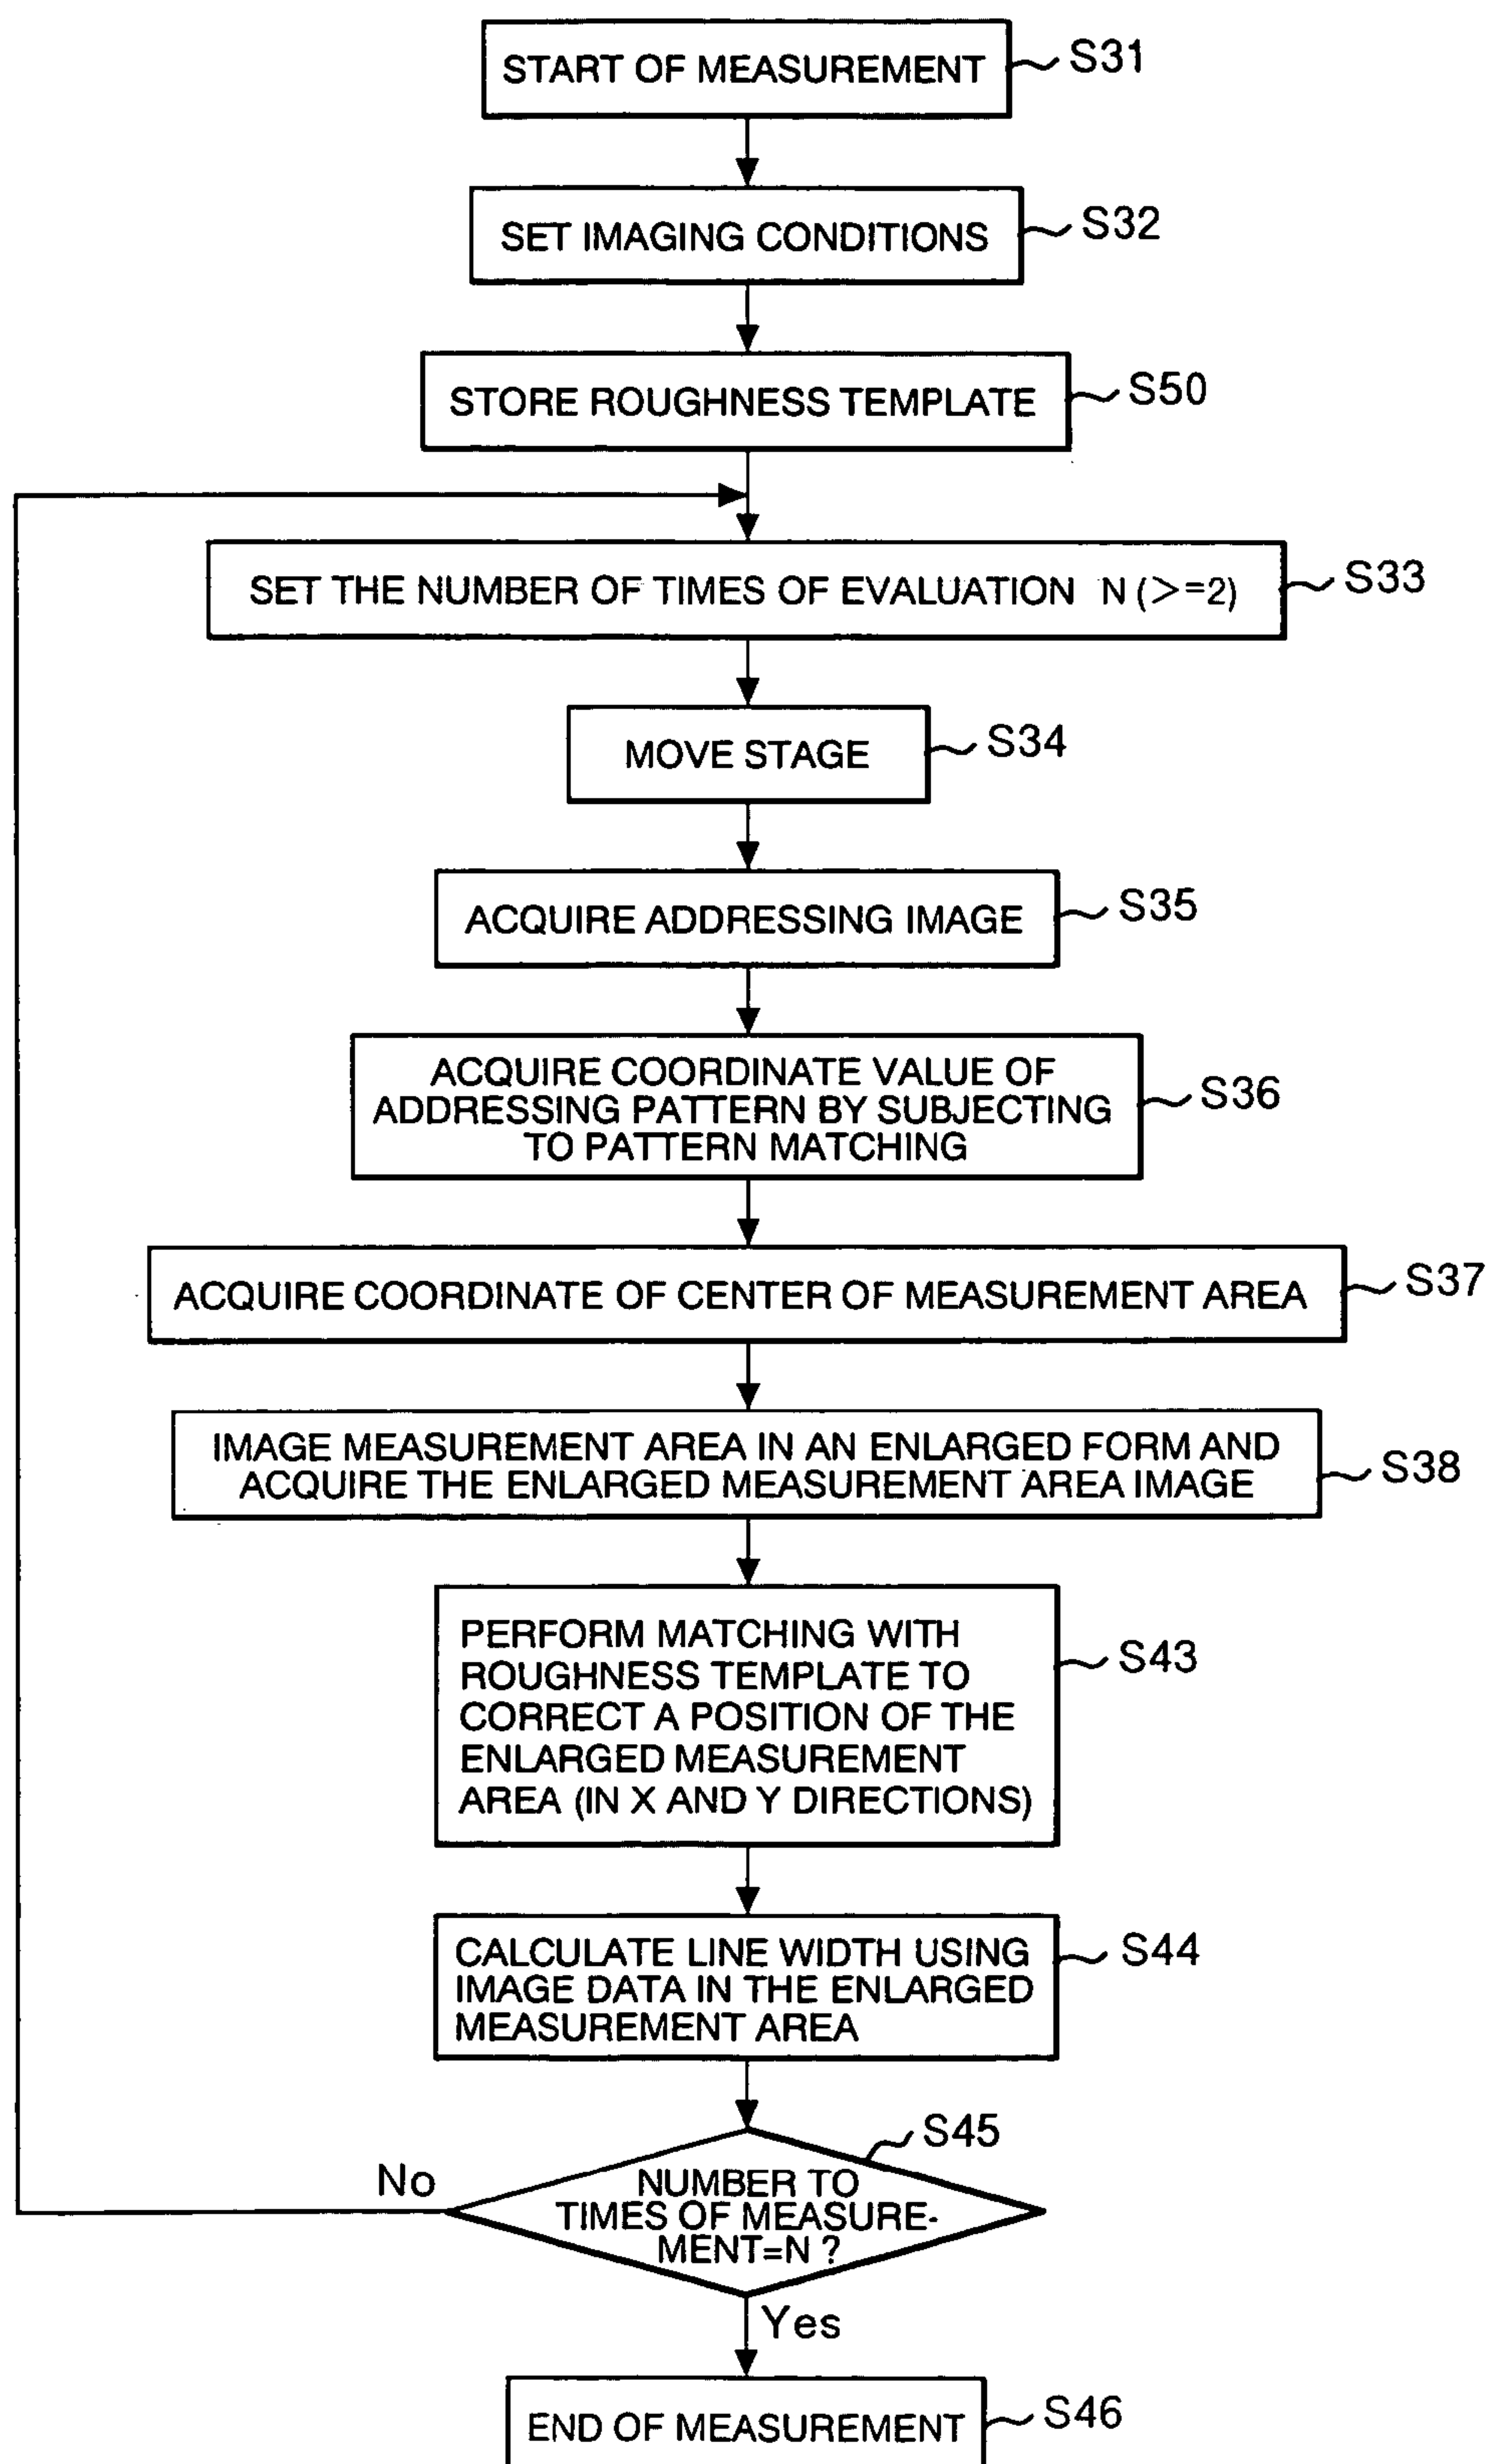 START OF MEASUREMENT
S31
SET IMAGING CONDITIONS
S32
STORE ROUGHNESS TEMPLATE
S50
SET THE NUMBER OF TIMES OF EVALUATION N (>=2)
S33
MOVE STAGE
S34
ACQUIRE ADDRESSING IMAGE
S35
ACQUIRE COORDINATE VALUE OF
ADDRESSING PATTERN BY SUBJECTING
TO PATTERN MATCHING
S36
ACQUIRE COORDINATE OF CENTER OF MEASUREMENT AREA
S37
IMAGE MEASUREMENT AREA IN AN ENLARGED FORM AND
ACQUIRE THE ENLARGED MEASUREMENT AREA IMAGE
S38
PERFORM MATCHING WITH
ROUGHNESS TEMPLATE TO
CORRECT A POSITION OF THE
ENLARGED MEASUREMENT
AREA (IN X AND Y DIRECTIONS)
S43
CALCULATE LINE WIDTH USING
IMAGE DATA IN THE ENLARGED
MEASUREMENT AREA
S44
S45
No
NUMBER TO
TIMES OF MEASURE-
MENT=N ?
Yes
END OF MEASUREMENT
S46